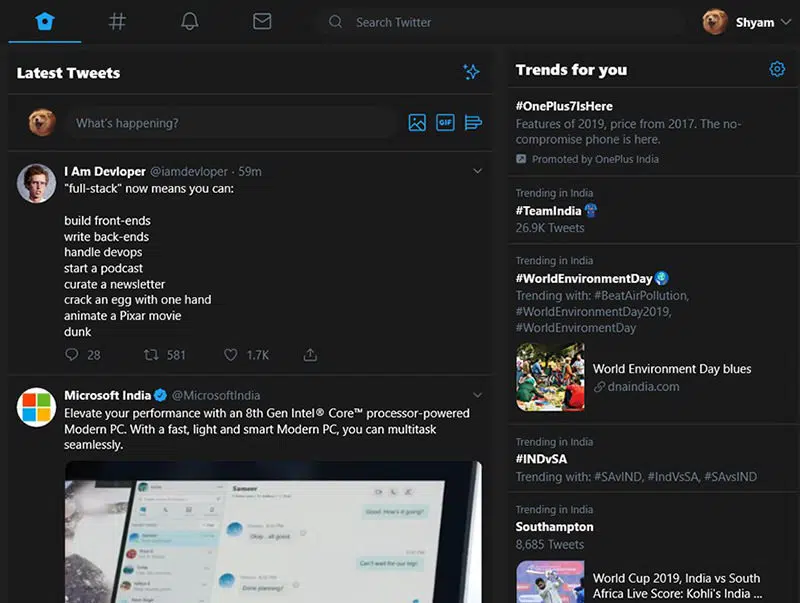 Search Twitter
Shyam
Latest Tweets
What's happening?
GIF
I Am Devloper @iamdevloper · 59m
"full-stack" now means you can:
build front-ends
write back-ends
handle devops
start a podcast
curate a newsletter
crack an egg with one hand
animate a Pixar movie
dunk
28 581 1.7K
Microsoft India @MicrosoftIndia
Elevate your performance with an 8th Gen Intel® Core™ processor-powered
Modern PC. With a fast, light and smart Modern PC, you can multitask
seamlessly.
Sameer
Good. How's it going?
Okay.. all good.
Can't wait for our trip!
Done planning?
Trends for you
#OnePlus7IsHere
Features of 2019, price from 2017. The no-
compromise phone is here.
Promoted by OnePlus India
Trending in India
#TeamIndia
26.9K Tweets
Trending in India
#WorldEnvironmentDay
Trending with: #BeatAirPollution,
#WorldEnvironmentDay2019,
#WorldEnviromentDay
World Environment Day blues
dnaindia.com
Trending in India
#INDvSA
Trending with: #SAvIND, #IndVsSA, #SAvsIND
Trending in India
Southampton
8,685 Tweets
World Cup 2019, India vs South
Africa Live Score: Kohli's India ...